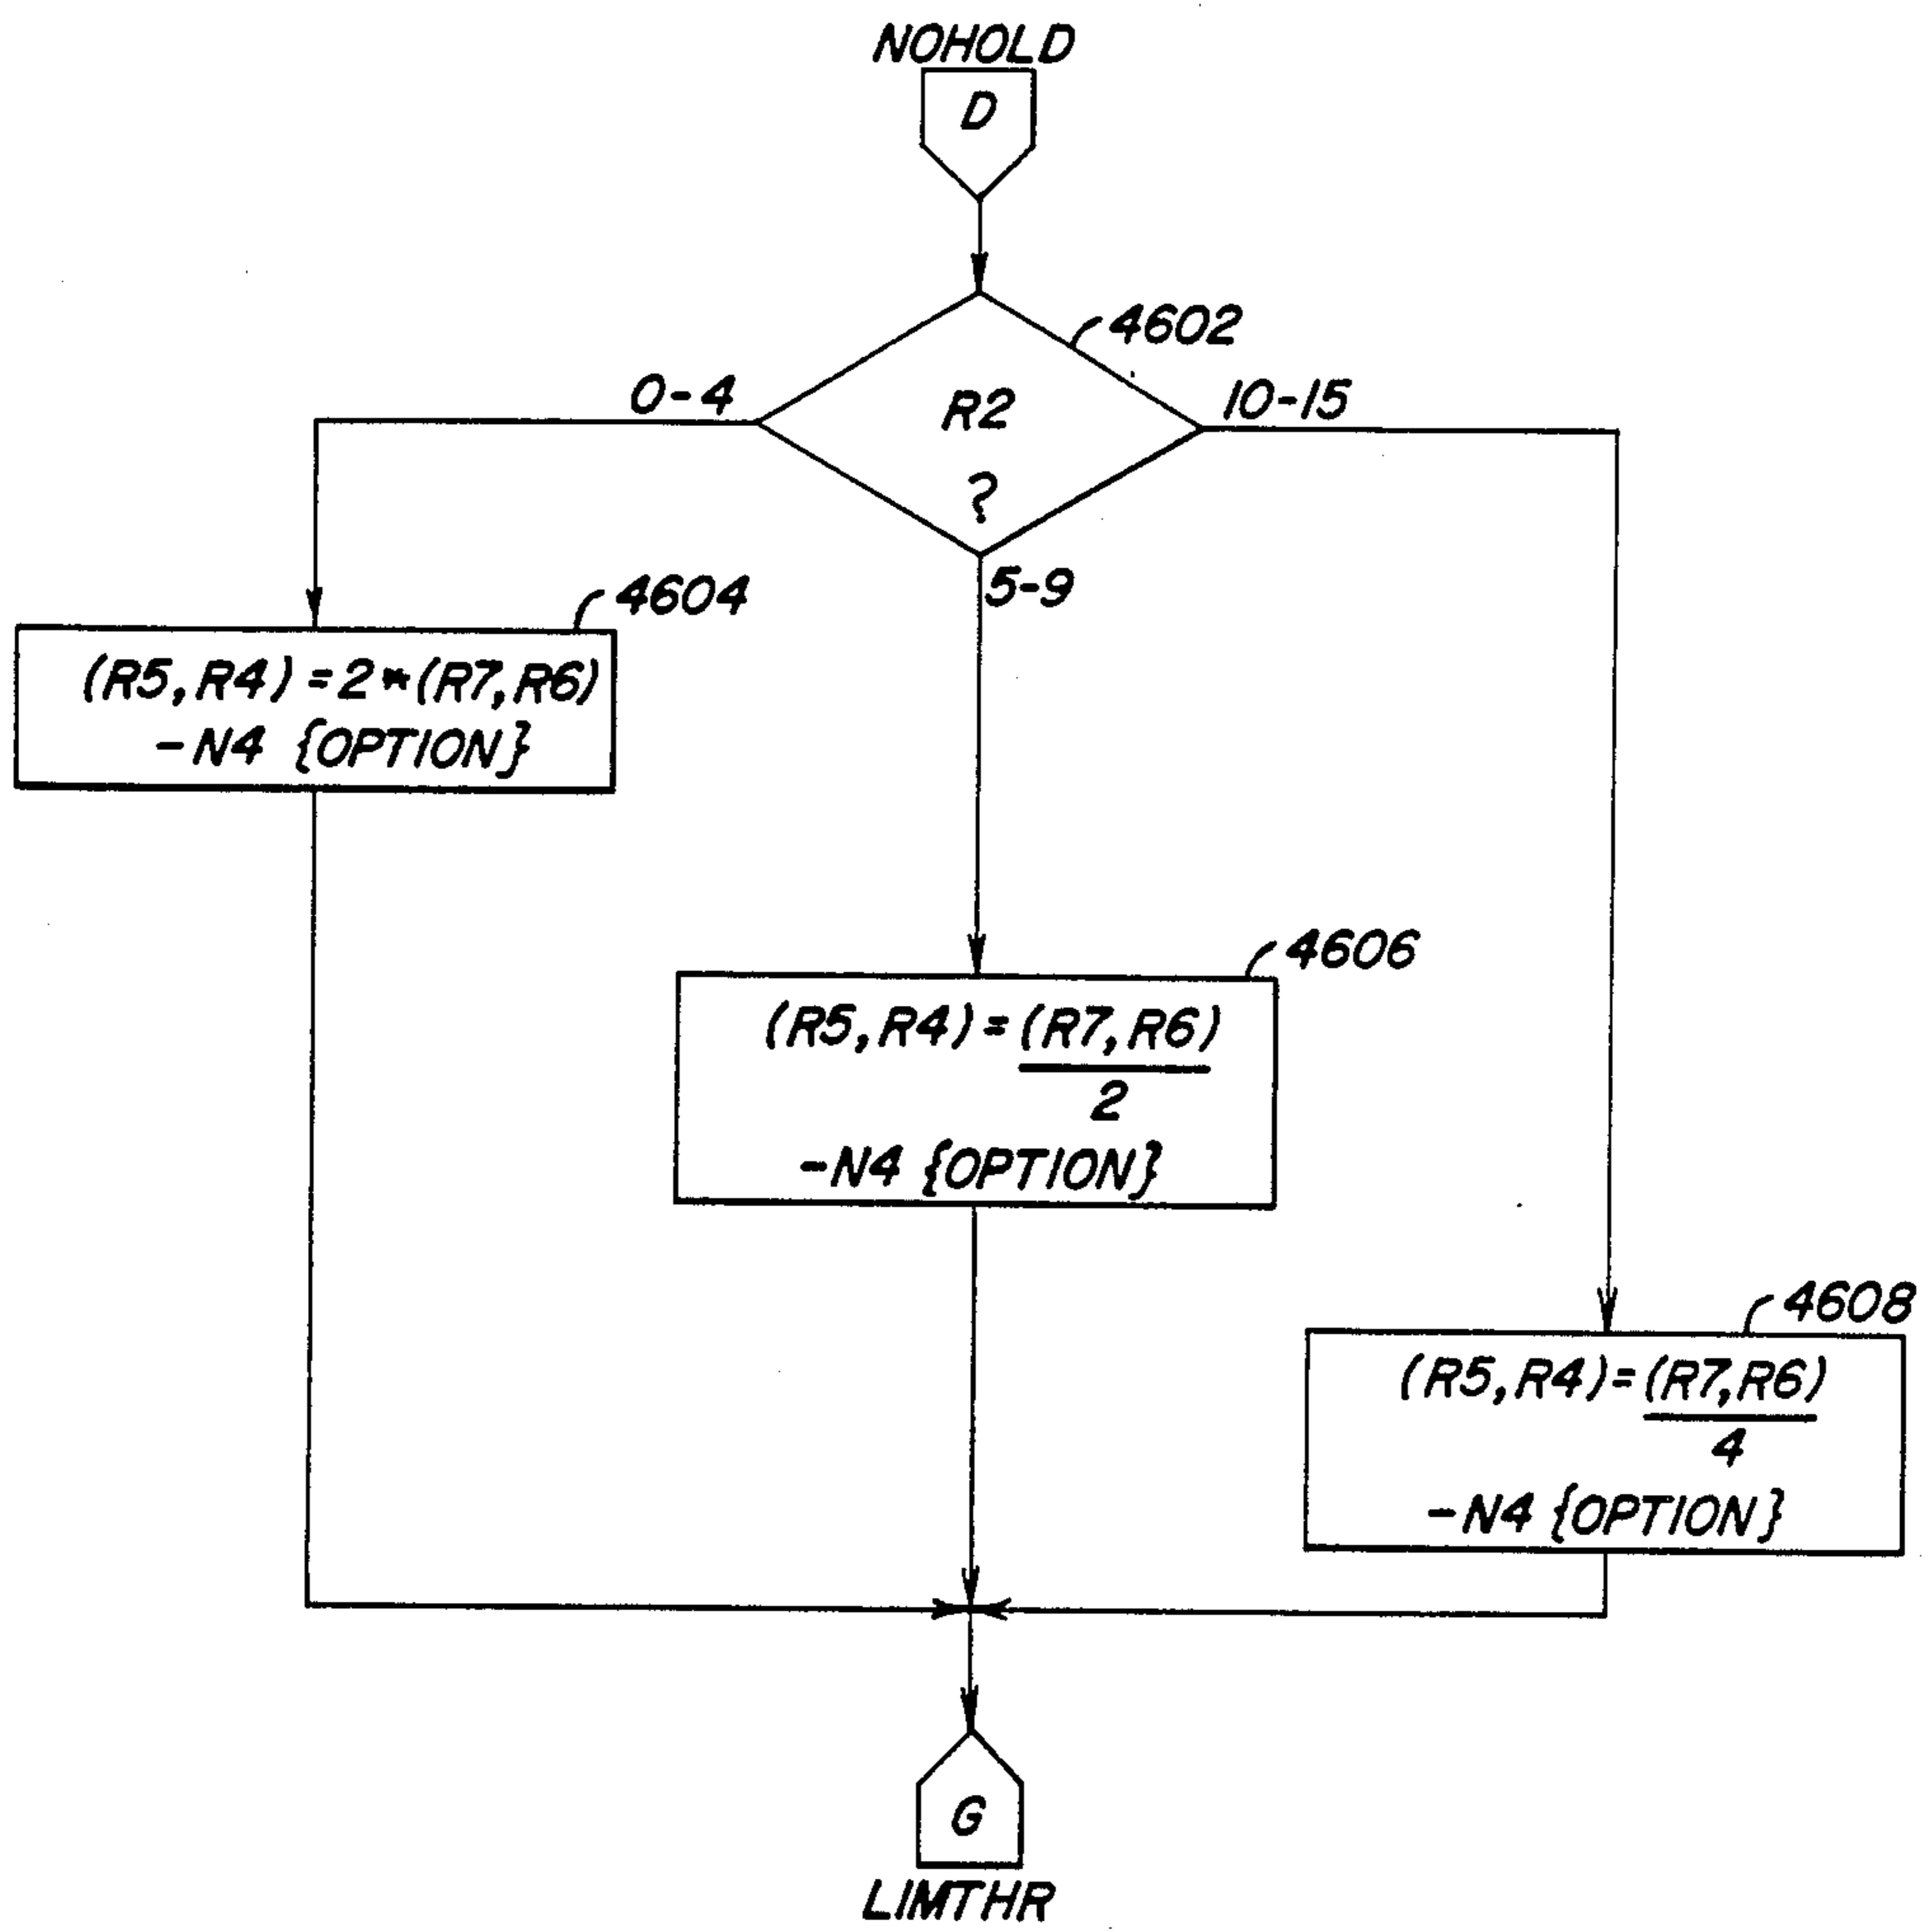 NOHOLD
D
4602
0-4
R2
?
10-15
5-9
4604
(R5,R4)=2*(R7,R6)
-N4 {OPTION}
4606
(R5,R4)=(R7,R6)
2
-N4 {OPTION}
4608
(R5,R4)=(R7,R6)
4
-N4 {OPTION}
G
LIMTHR